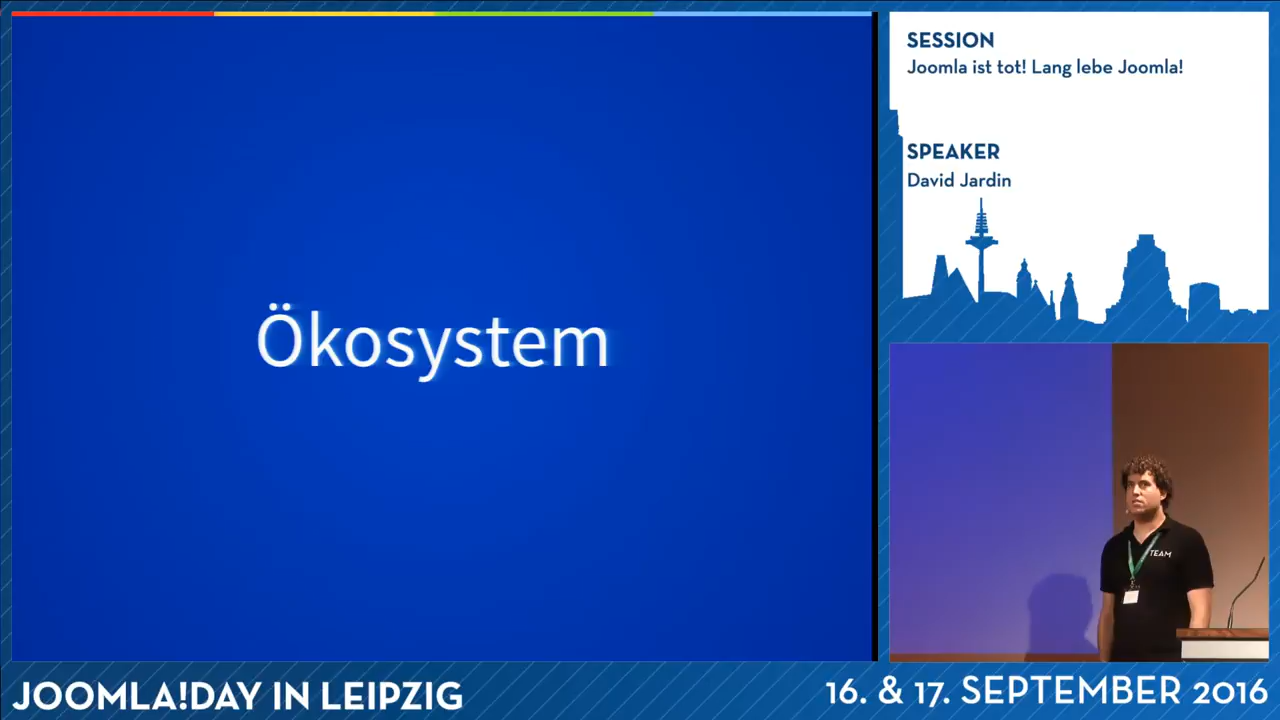 Ökosystem
SESSION
Joomla ist tot! Lang lebe Joomla!
SPEAKER
David Jardin
TEAM
JOOMLA!DAY IN LEIPZIG
16. & 17. SEPTEMBER 2016